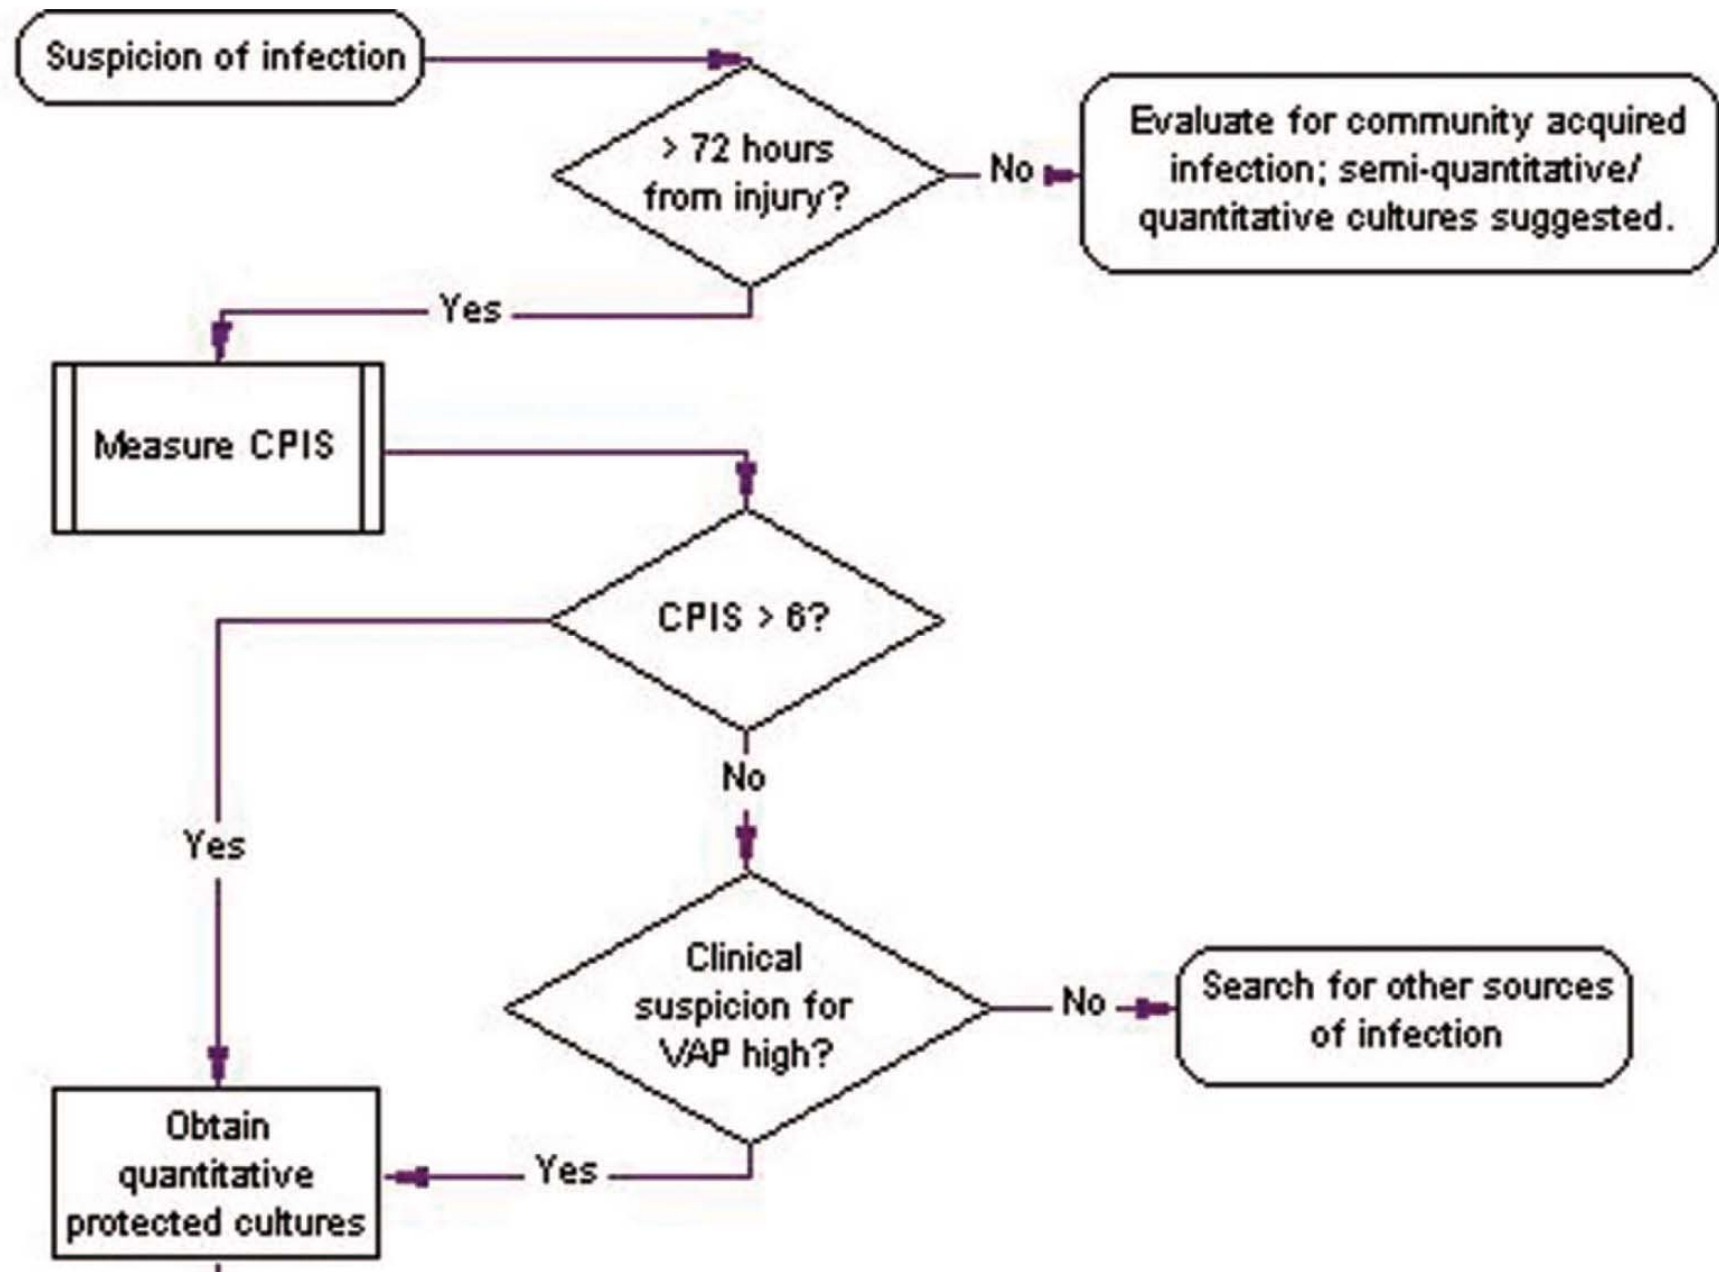 Suspicion of infection
> 72 hours
from injury?
No
Evaluate for community acquired
infection; semi-quantitative/
quantitative cultures suggested.
Yes
Measure CPIS
CPIS > 6?
No
Yes
Clinical
suspicion for
VAP high?
No
Search for other sources
of infection
Yes
Obtain
quantitative
protected cultures